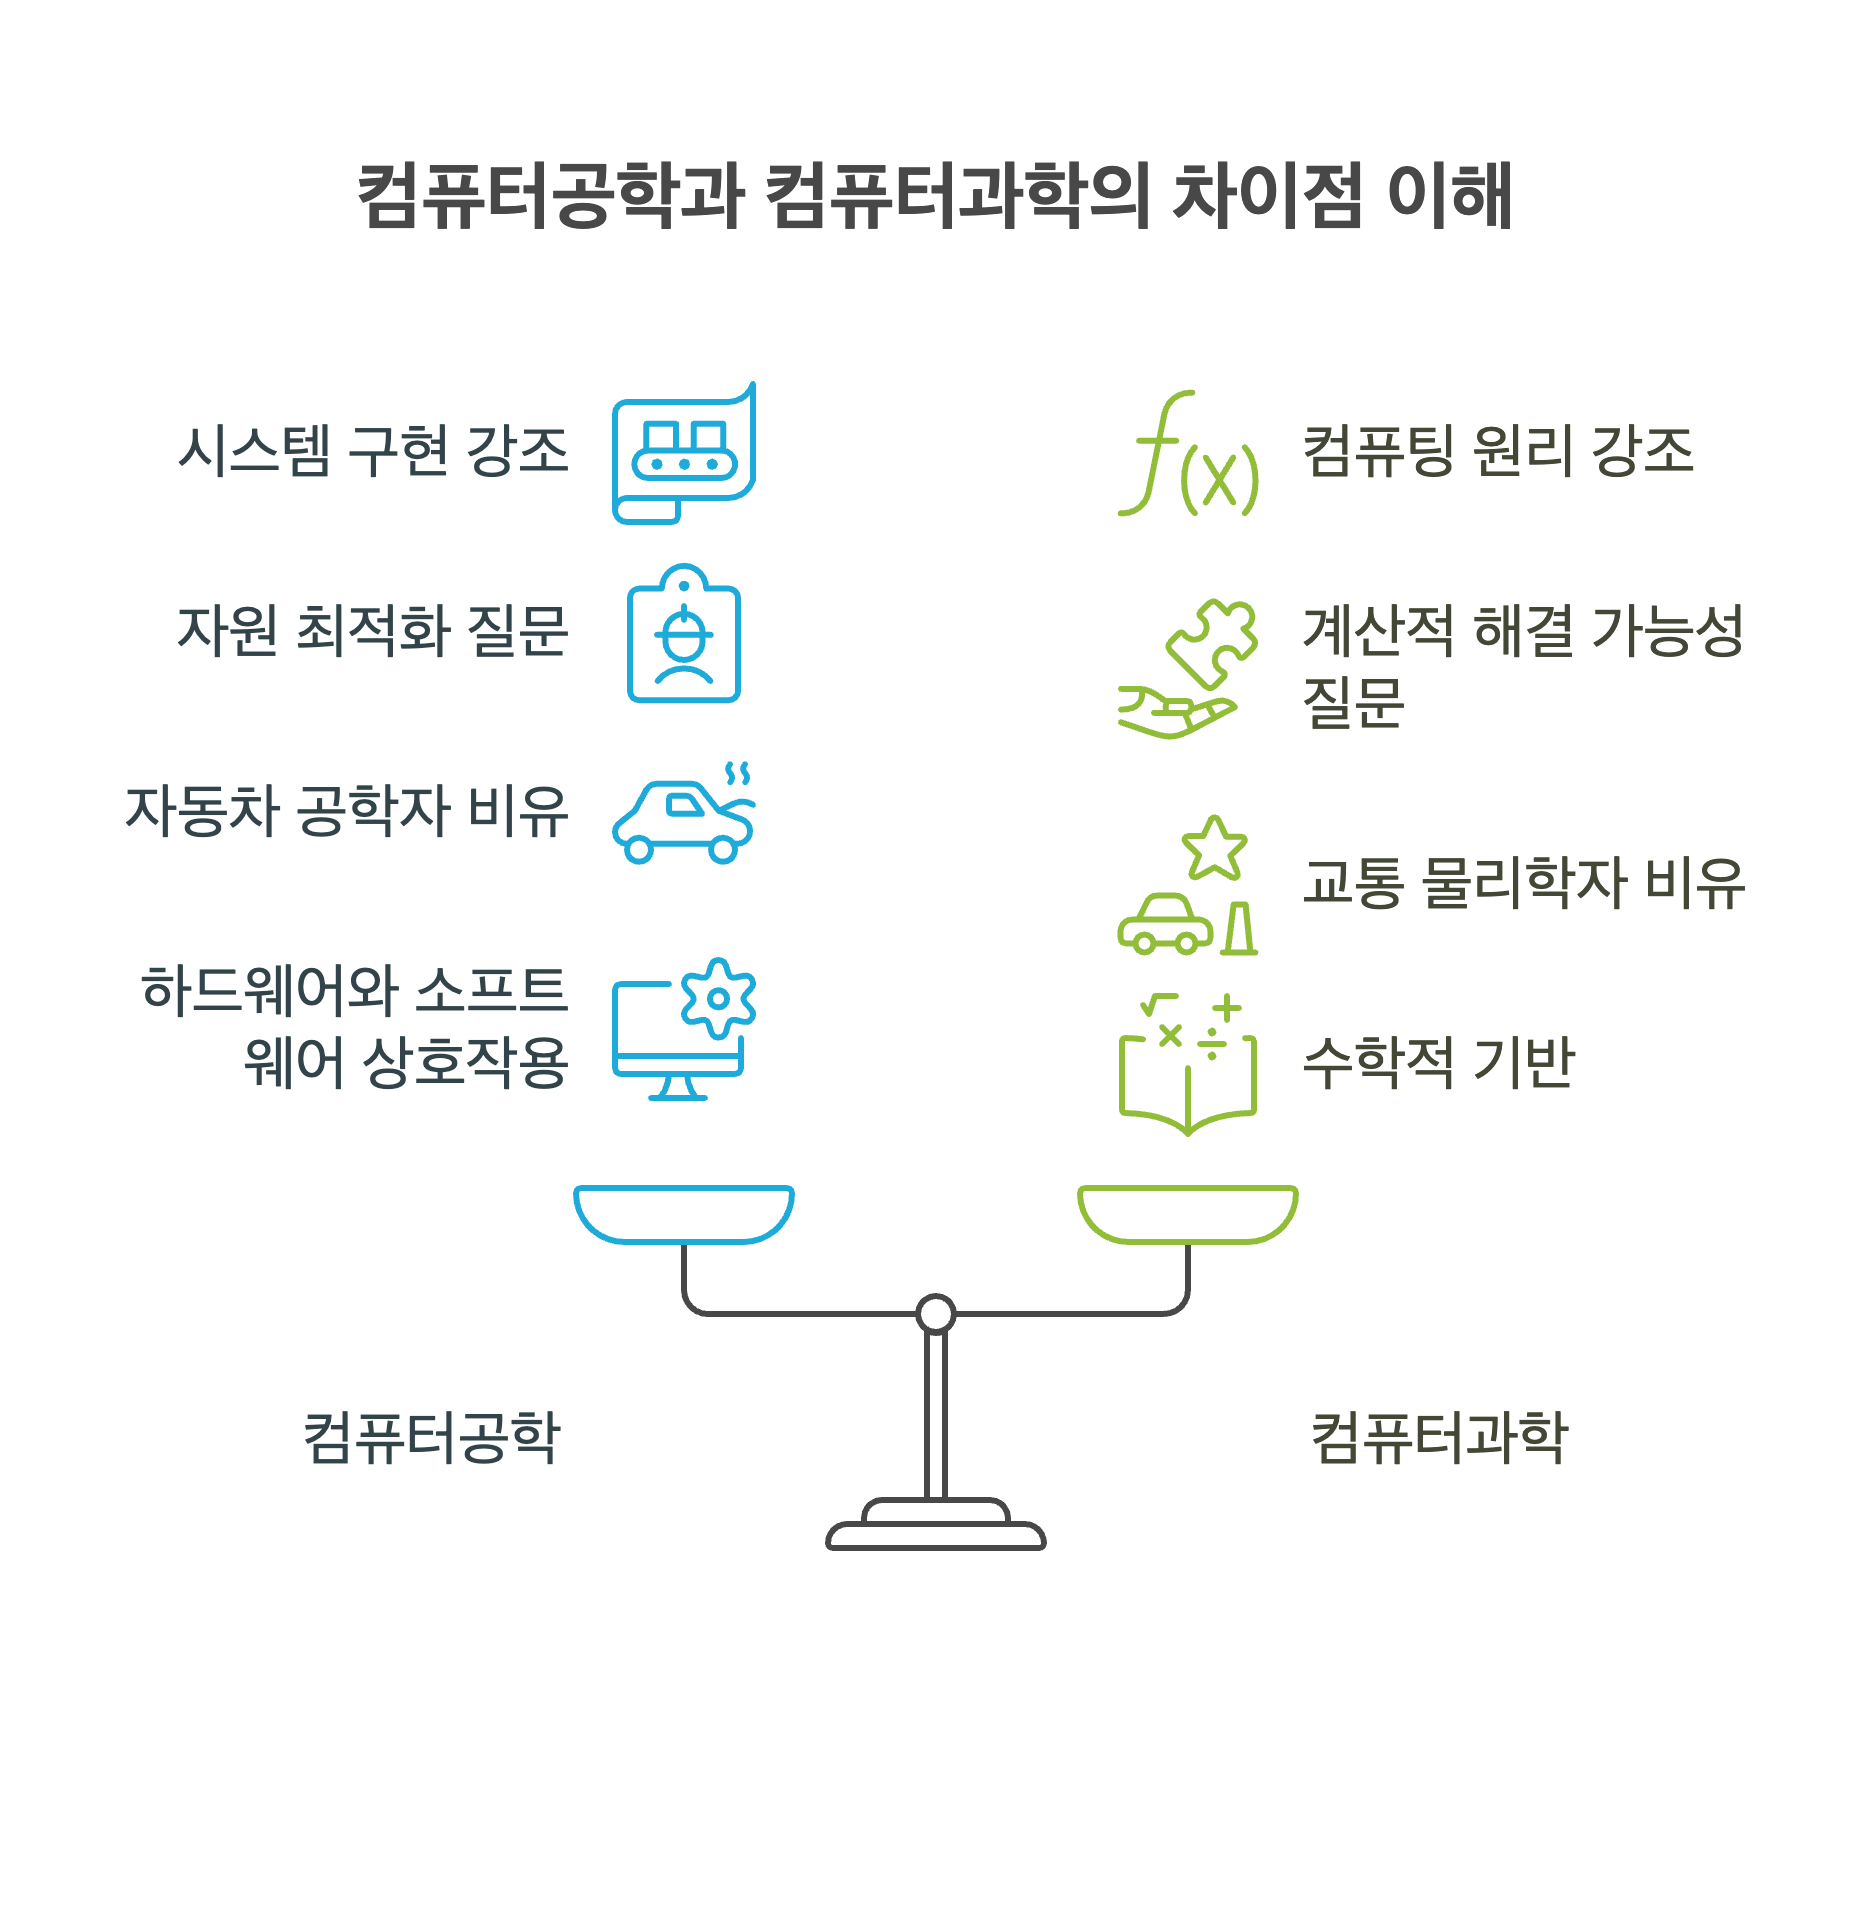 컴퓨터공학과 컴퓨터과학의 차이점 이해
시스템 구현 강조
자원 최적화 질문
자동차 공학자 비유
하드웨어와 소프트
웨어 상호작용
컴퓨터공학
f(x)
컴퓨팅 원리 강조
계산적 해결 가능성
질문
교통 물리학자 비유
수학적 기반
컴퓨터과학